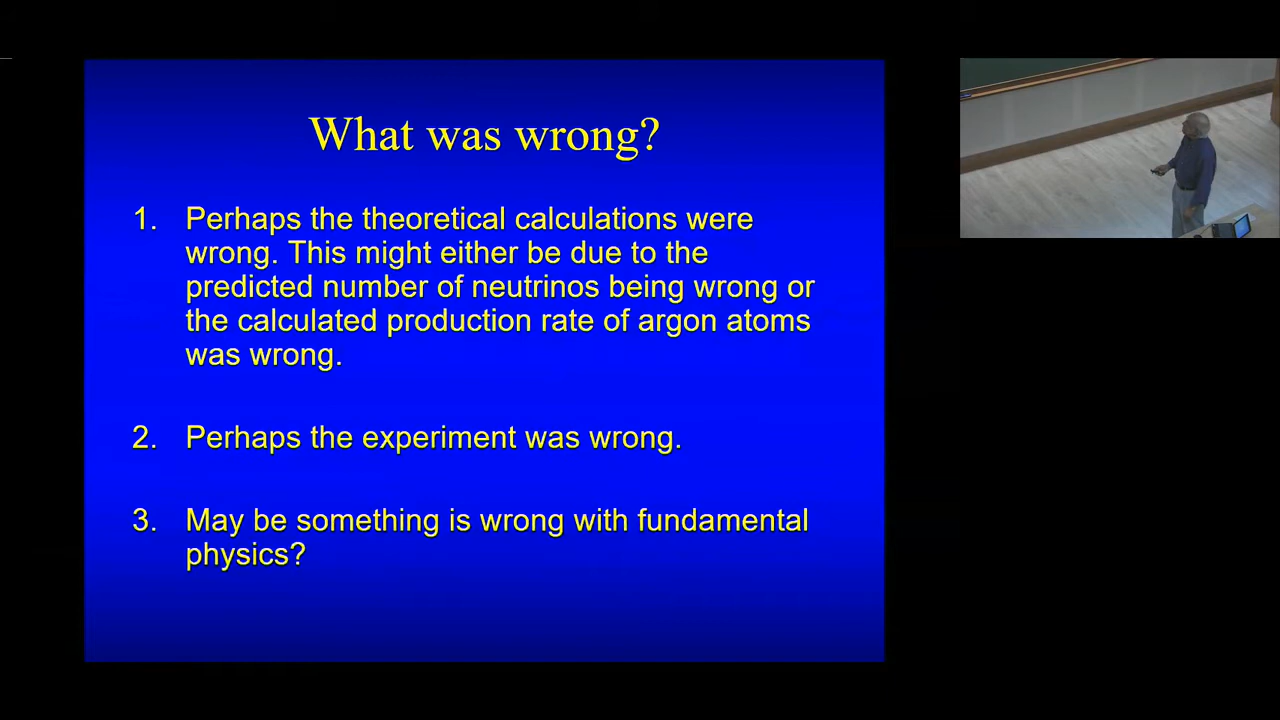 What was wrong?
1. Perhaps the theoretical calculations were
wrong. This might either be due to the
predicted number of neutrinos being wrong or
the calculated production rate of argon atoms
was wrong.
2. Perhaps the experiment was wrong.
3. May be something is wrong with fundamental
physics?